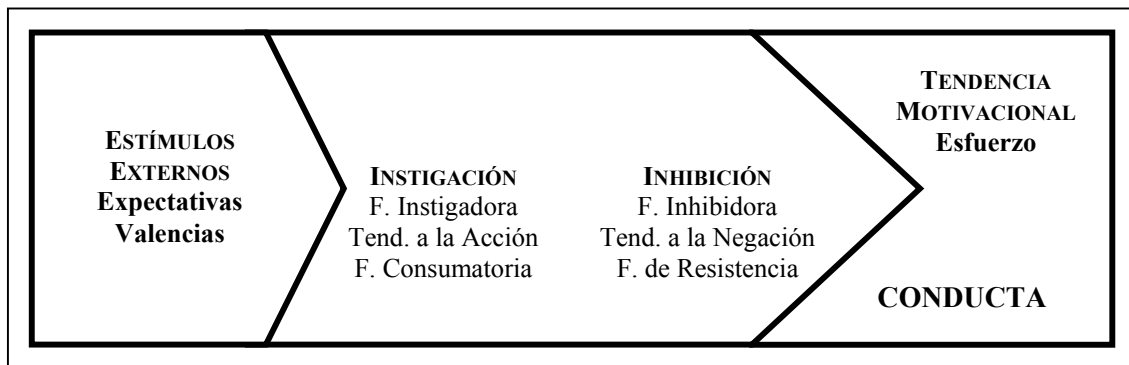 ESTÍMULOS
EXTERNOS
Expectativas
Valencias
INSTIGACIÓN
F. Instigadora
Tend. a la Acción
F. Consumatoria
INHIBICIÓN
F. Inhibidora
Tend. a la Negación
F. de Resistencia
TENDENCIA
MOTIVACIONAL
Esfuerzo
CONDUCTA